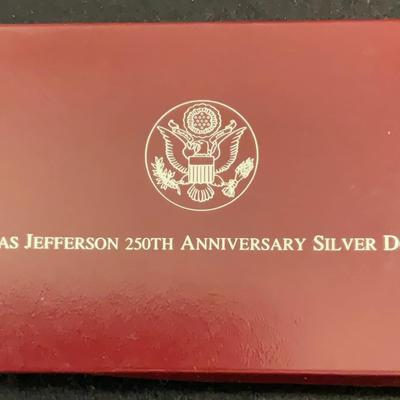 AS JEFFERSON 250TH ANNIVERSARY SILVER D